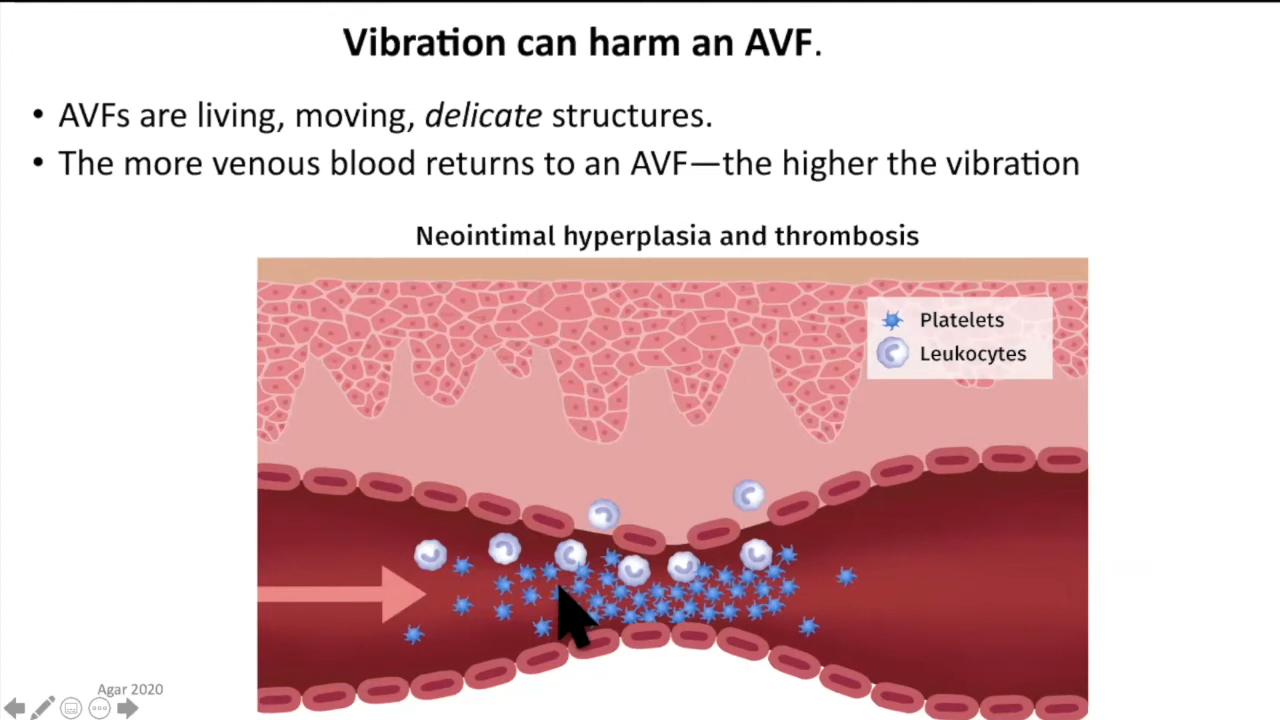 Vibration can harm an AVF.
• AVFs are living, moving, delicate structures.
• The more venous blood returns to an AVF—the higher the vibration
Neointimal hyperplasia and thrombosis
Platelets
Leukocytes
Agar 2020